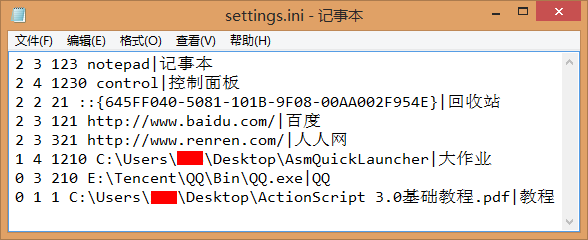 settings.ini - 记事本
文件(F) 编辑(E) 格式(O) 查看(V) 帮助(H)
2 3 123 notepad|记事本
2 4 1230 control|控制面板
2 2 21 ::{645FF040-5081-101B-9F08-00AA002F954E}|回收站
2 3 121 http://www.baidu.com/|百度
2 3 321 http://www.renren.com/|人人网
1 4 1210 C:\Users\ \Desktop\AsmQuickLauncher|大作业
0 3 210 E:\Tencent\QQ\Bin\QQ.exe|QQ
0 1 1 C:\Users\ \Desktop\ActionScript 3.0基础教程.pdf|教程